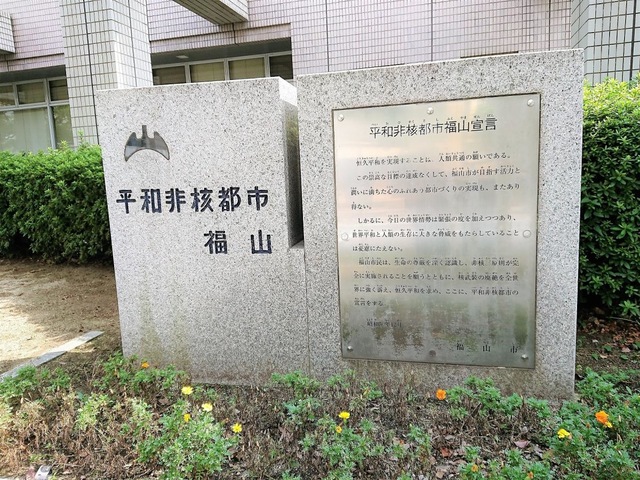 平和非核都市
福山
平和非核都市福山宣言
恒久平和を実現することは、人類共通の願いである。
この崇高な目標の達成なくして、福山市が目指す活力と
潤いに満ちた心のふれあう都市づくりの実現も、またあり
得ない。
しかるに、今日の世界情勢は緊張の度を加えつつあり、
世界平和と人類の生存に大きな脅威をもたらしていること
は憂慮にたえない。
福山市民は、生命の尊厳を深く認識し、非核三原則が完
全に実施されることを願うとともに、核武装の廃絶を全世
界に強く訴え、恒久平和を求め、ここに、平和非核都市の
宣言をする。
昭和
福山市